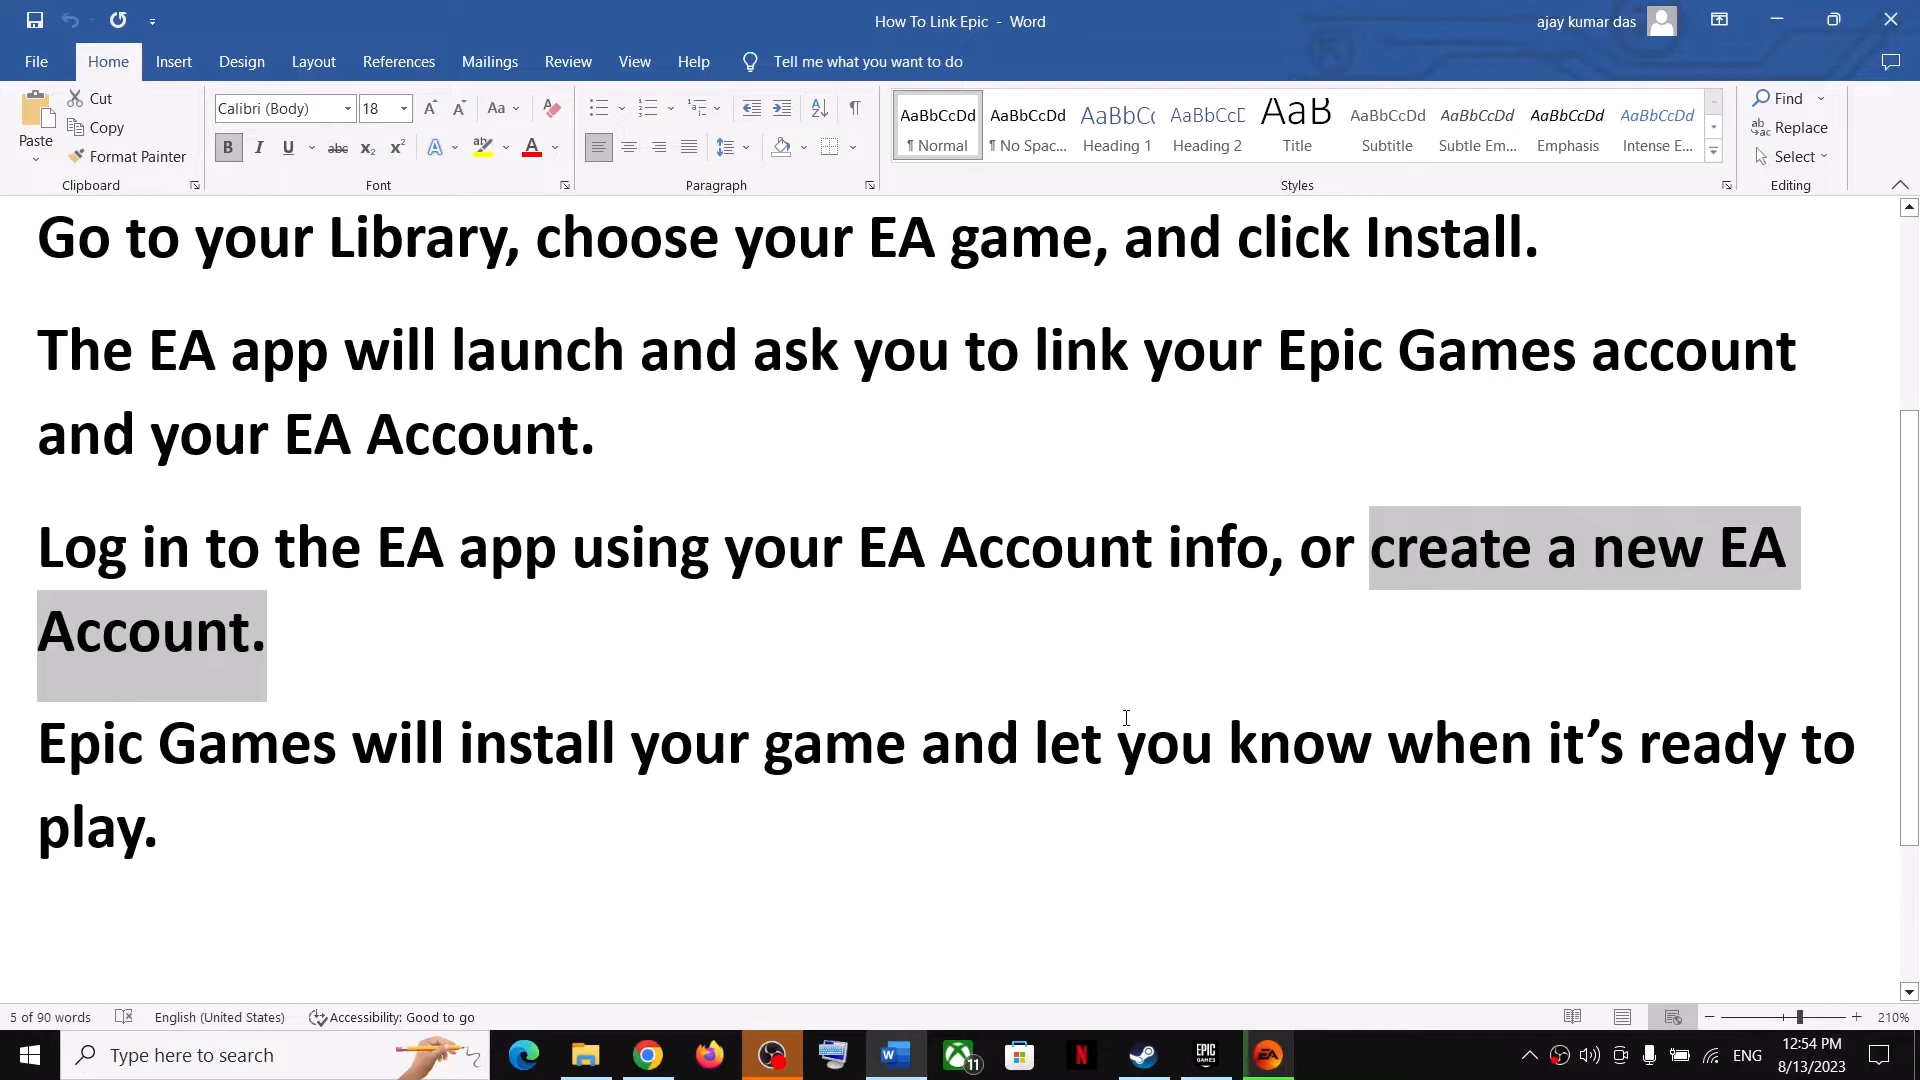 How To Link Epic - Word
ajay kumar das
File Home Insert Design Layout References Mailings Review View Help Tell me what you want to do
Paste
Cut
Copy
Format Painter
Clipboard
Calibri (Body) 18
Font
Paragraph
AaBbCcDd AaBbCcDd AaBbCc AaBbCcD AaB AaBbCcDd AaBbCcDd AaBbCcDd AaBbCcDd
¶ Normal ¶ No Spac... Heading 1 Heading 2 Title Subtitle Subtle Em... Emphasis Intense E...
Styles
Find
Replace
Select
Editing
Go to your Library, choose your EA game, and click Install.
The EA app will launch and ask you to link your Epic Games account
and your EA Account.
Log in to the EA app using your EA Account info, or create a new EA
Account.
Epic Games will install your game and let you know when it’s ready to
play.
5 of 90 words English (United States) Accessibility: Good to go 210%
Type here to search
11
EPIC GAMES
EA
ENG
12:54 PM
8/13/2023